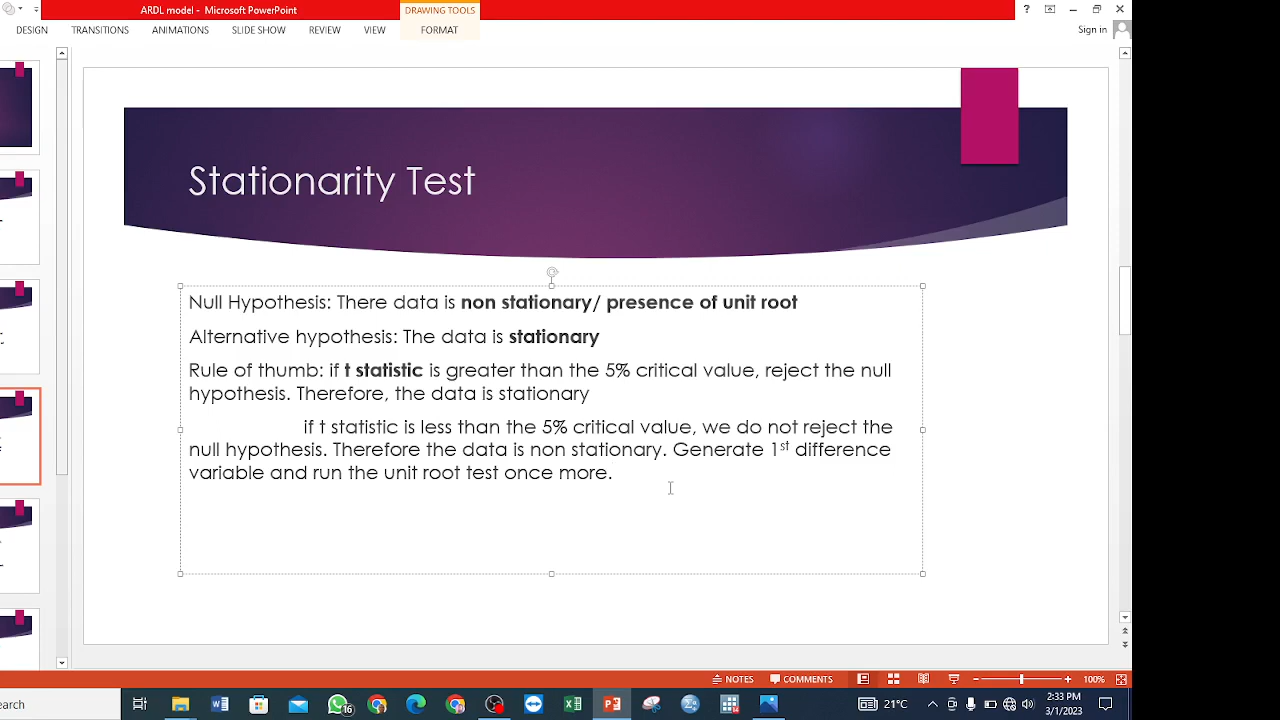 ARDL model - Microsoft PowerPoint
DRAWING TOOLS
?
DESIGN TRANSITIONS ANIMATIONS SLIDE SHOW REVIEW VIEW FORMAT
Sign in
Stationarity Test
Null Hypothesis: There data is non stationary/ presence of unit root
Alternative hypothesis: The data is stationary
Rule of thumb: if t statistic is greater than the 5% critical value, reject the null
hypothesis. Therefore, the data is stationary
if t statistic is less than the 5% critical value, we do not reject the
null hypothesis. Therefore the data is non stationary. Generate 1st difference
variable and run the unit root test once more.
NOTES COMMENTS 100%
earch
16
21°C
2:33 PM
3/1/2023